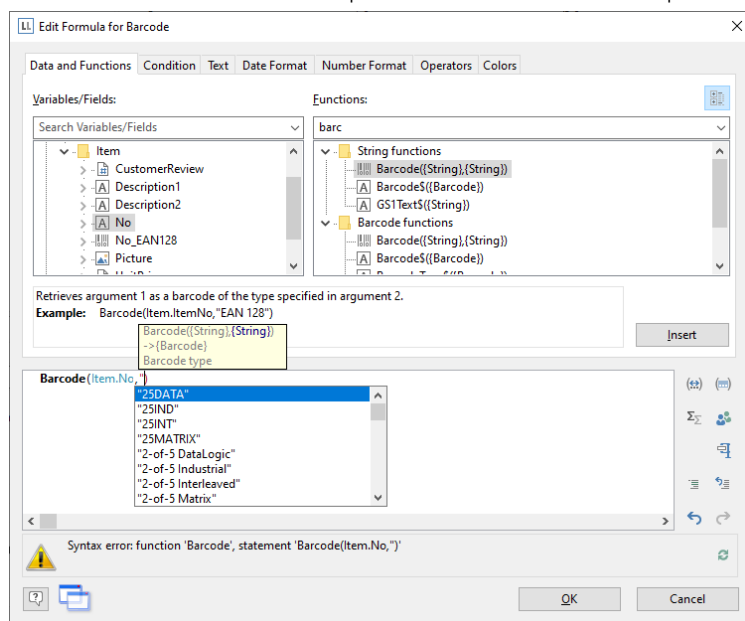 LL Edit Formula for Barcode
Data and Functions Condition Text Date Format Number Format Operators Colors
Variables/Fields: Functions:
Search Variables/Fields barc
Item String functions
CustomerReview Barcode({String},{String})
A Description1 A Barcode$({Barcode})
A Description2 A GS1Text$({String})
A No Barcode functions
No_EAN128 Barcode({String},{String})
Picture A Barcode$({Barcode})
Retrieves argument 1 as a barcode of the type specified in argument 2.
Example: Barcode(Item.ItemNo,"EAN 128")
Barcode({String},{String})
->{Barcode}
Barcode type
Insert
Barcode(Item.No,")
"25DATA"
"25IND"
"25INT"
"25MATRIX"
"2-of-5 DataLogic"
"2-of-5 Industrial"
"2-of-5 Interleaved"
"2-of-5 Matrix"
Syntax error: function 'Barcode', statement 'Barcode(Item.No,")'
OK Cancel